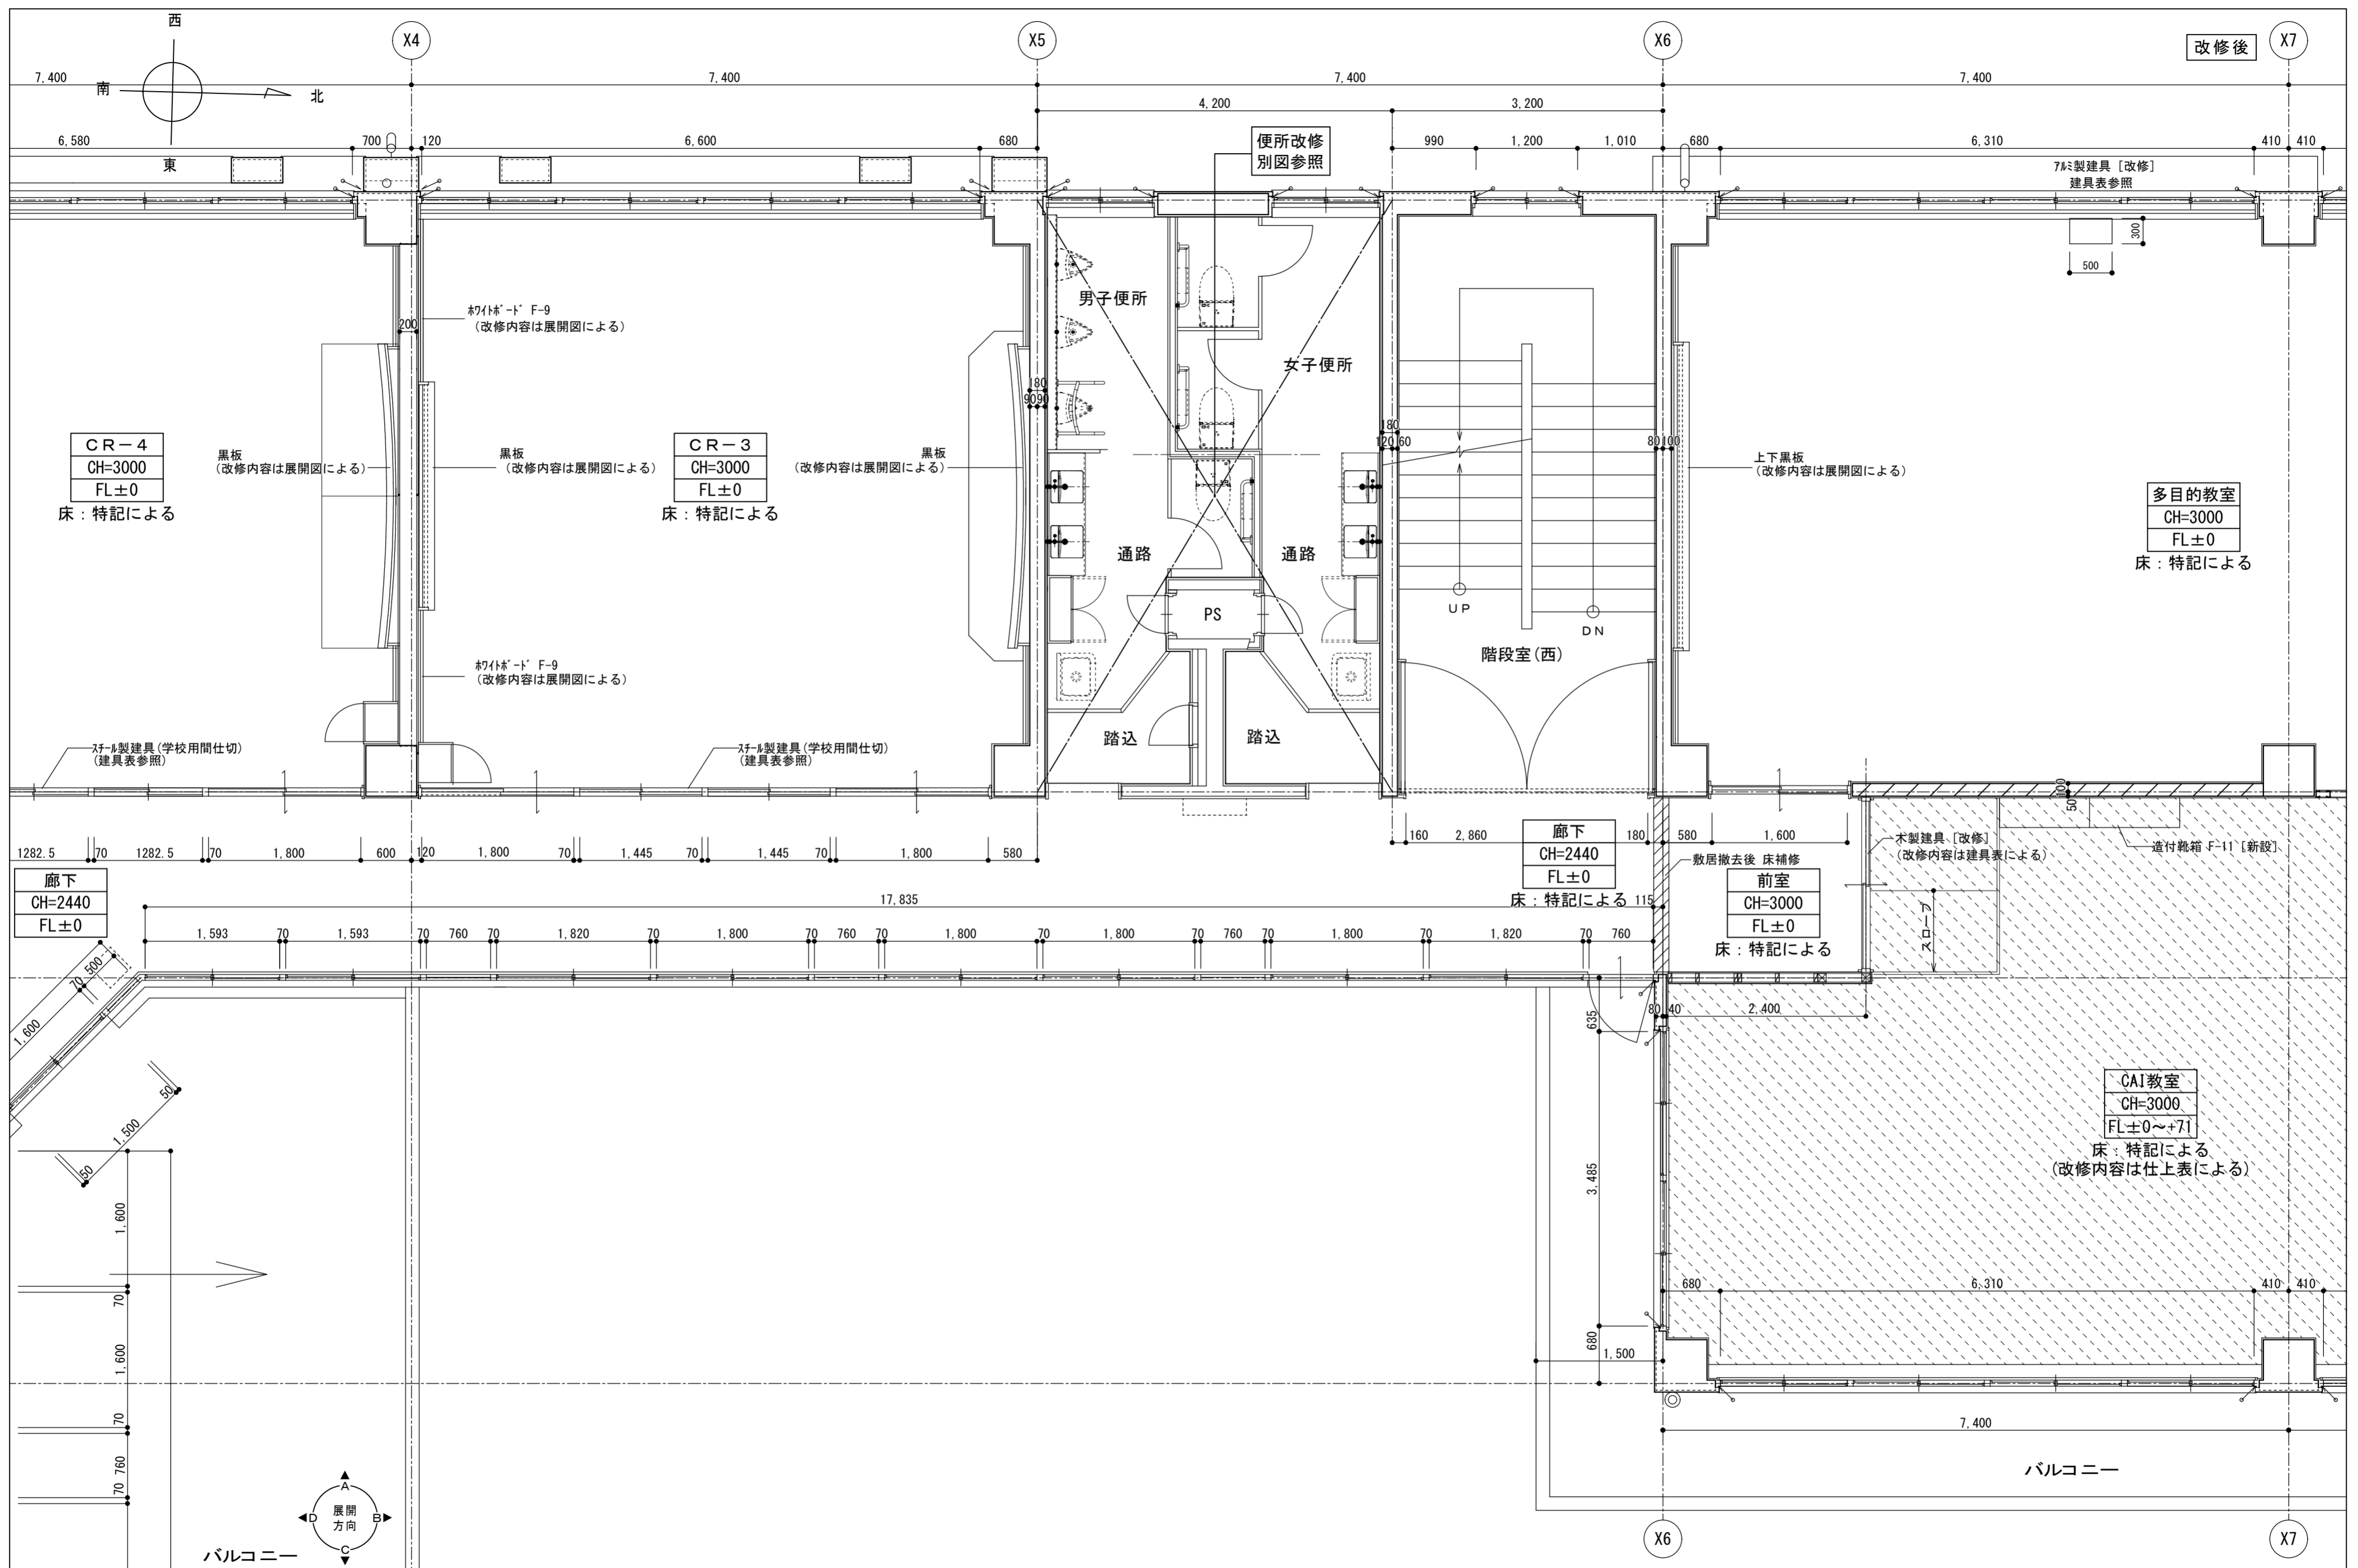 西
南
北
東
X4
X5
X6
X7
改修後
7,400
7,400
7,400
7,400
4,200
3,200
6,580
700
120
6,600
680
便所改修
別図参照
990
1,200
1,010
680
6,310
410
410
ｱﾙﾐ製建具［改修］
建具表参照
300
500
ﾎﾜｲﾄﾎﾞｰﾄﾞ F-9
（改修内容は展開図による）
200
男子便所
女子便所
180
90
90
180
120
60
80
100
CR－4
CH=3000
FL±0
床：特記による
黒板
（改修内容は展開図による）
黒板
（改修内容は展開図による）
CR－3
CH=3000
FL±0
床：特記による
黒板
（改修内容は展開図による）
上下黒板
（改修内容は展開図による）
多目的教室
CH=3000
FL±0
床：特記による
通路
通路
PS
UP
DN
階段室(西)
ﾎﾜｲﾄﾎﾞｰﾄﾞ F-9
（改修内容は展開図による）
ｽﾁｰﾙ製建具(学校用間仕切)
(建具表参照)
ｽﾁｰﾙ製建具(学校用間仕切)
(建具表参照)
踏込
踏込
100
50
1282.5
70
1282.5
70
1,800
600
120
1,800
70
1,445
70
1,445
70
1,800
580
160
2,860
180
580
1,600
廊下
CH=2440
FL±0
廊下
CH=2440
FL±0
床：特記による
115
敷居撤去後 床補修
前室
CH=3000
FL±0
床：特記による
木製建具［改修］
（改修内容は建具表による）
造付靴箱 F-11［新設］
スロープ
17,835
1,593
70
1,593
70
760
70
1,820
70
1,800
70
760
70
1,800
70
1,800
70
760
70
1,800
70
1,820
70
760
500
70
1,600
50
1,500
50
80
40
2,400
635
3,485
680
1,500
CAI教室
CH=3000
FL±0～+71
床：特記による
（改修内容は仕上表による）
680
6,310
410
410
1,600
70
1,600
70
760
70
7,400
A
D
展開
方向
B
C
バルコニー
バルコニー
X6
X7